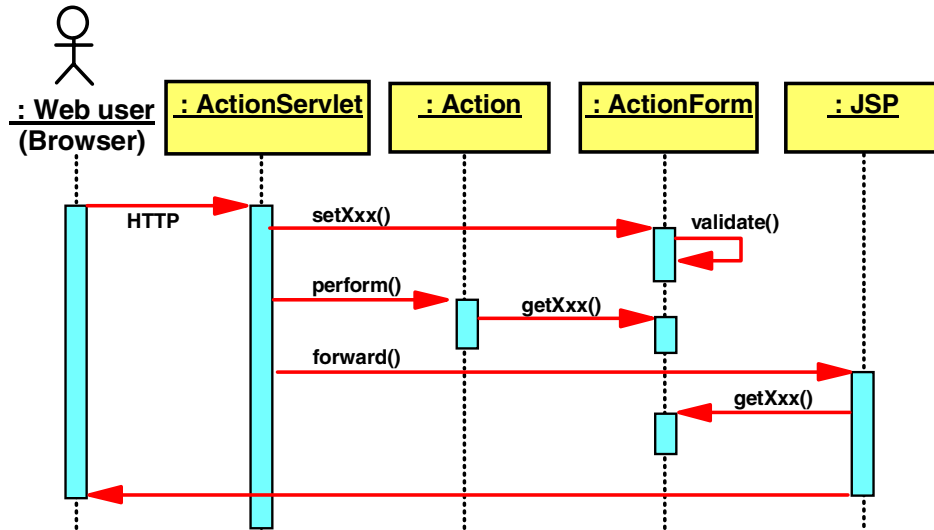 : Web user
(Browser)
: ActionServlet
: Action
: ActionForm
: JSP
HTTP
setXxx()
validate()
perform()
getXxx()
forward()
getXxx()